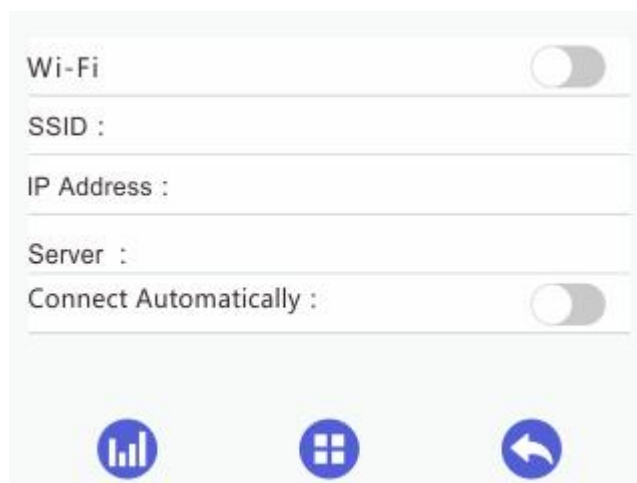 Wi-Fi
SSID :
IP Address :
Server :
Connect Automatically :